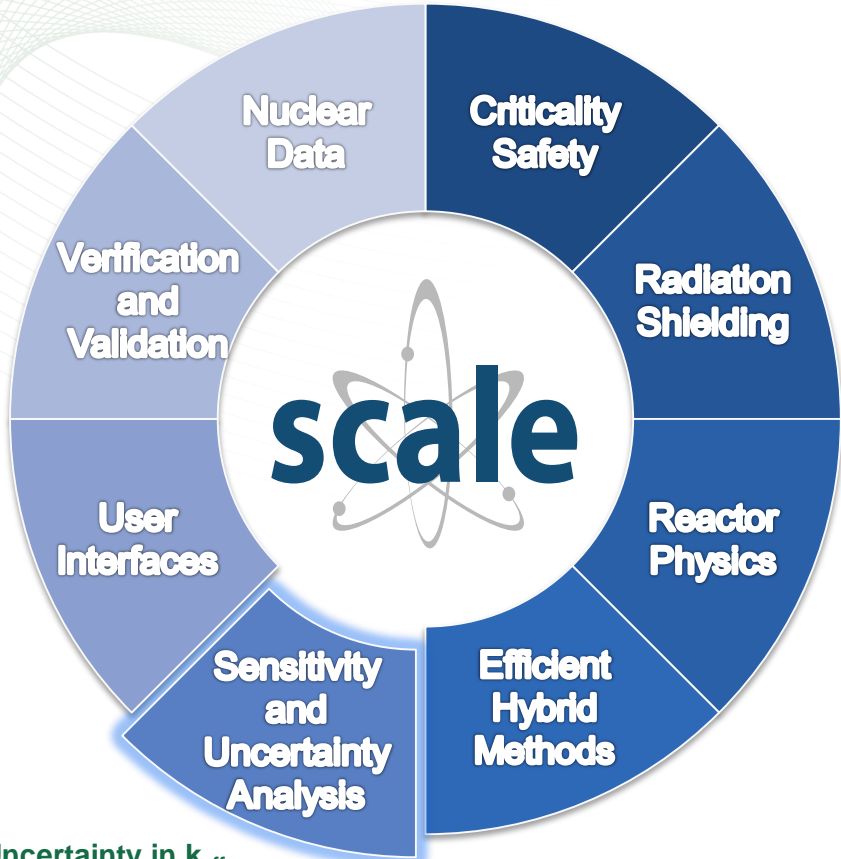 Nuclear
Data
Criticality
Safety
Radiation
Shielding
Reactor
Physics
Efficient
Hybrid
Methods
Sensitivity
and
Uncertainty
Analysis
User
Interfaces
Verification
and
Validation
scale
in k